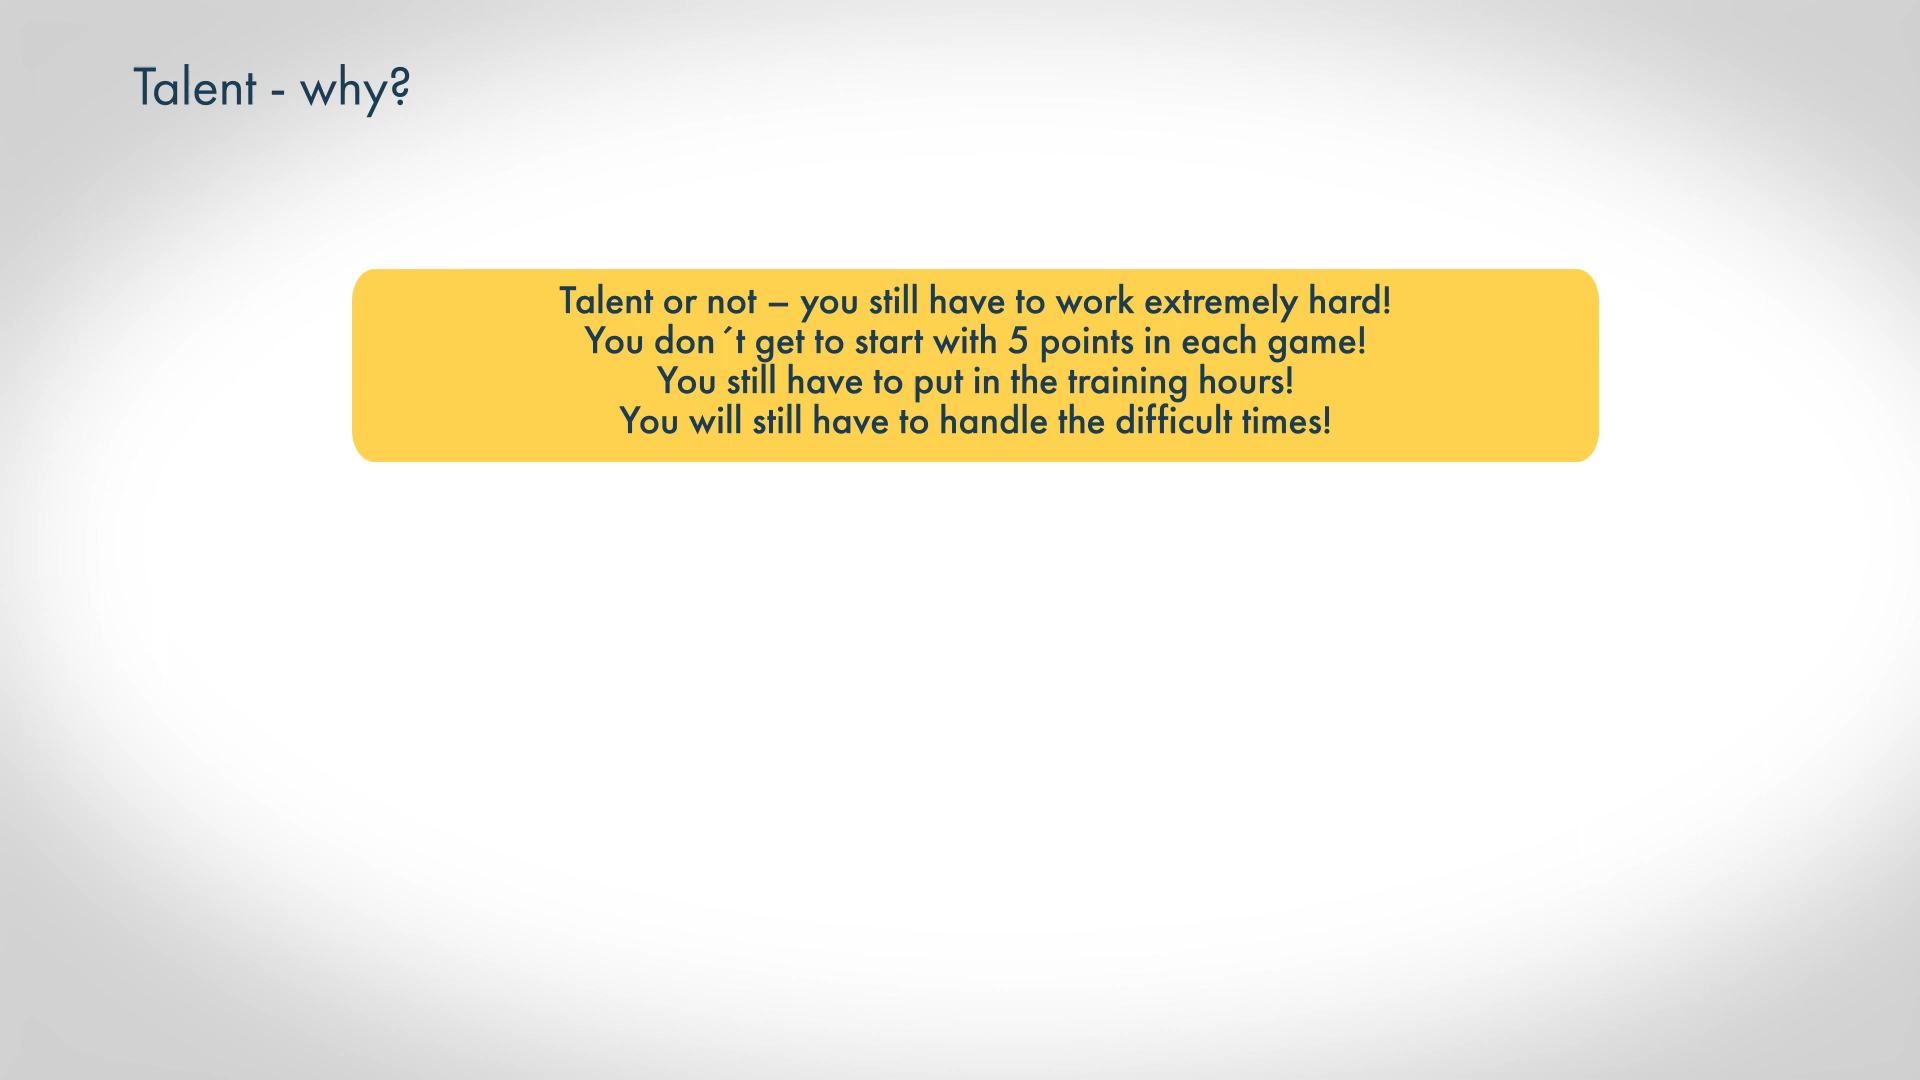 Talent - why?
Talent or not – you still have to work extremely hard!
You don ´t get to start with 5 points in each game!
You still have to put in the training hours!
You will still have to handle the difficult times!